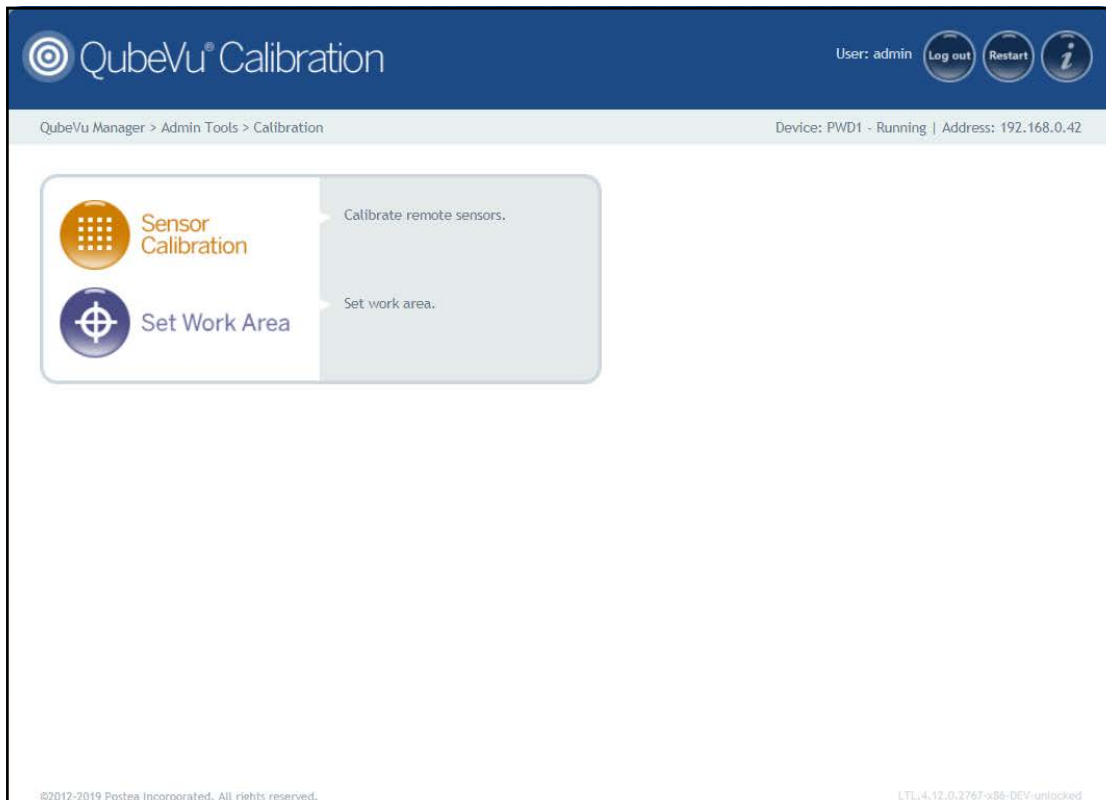 QubeVu® Calibration
User: admin
Log out
Restart
i
QubeVu Manager > Admin Tools > Calibration
Device: PWD1 - Running | Address: 192.168.0.42
Sensor
Calibration
Calibrate remote sensors.
Set Work Area
Set work area.
©2012-2019 Postea Incorporated. All rights reserved.
LTL.4.12.0.2767-x86-DEV-unlocked